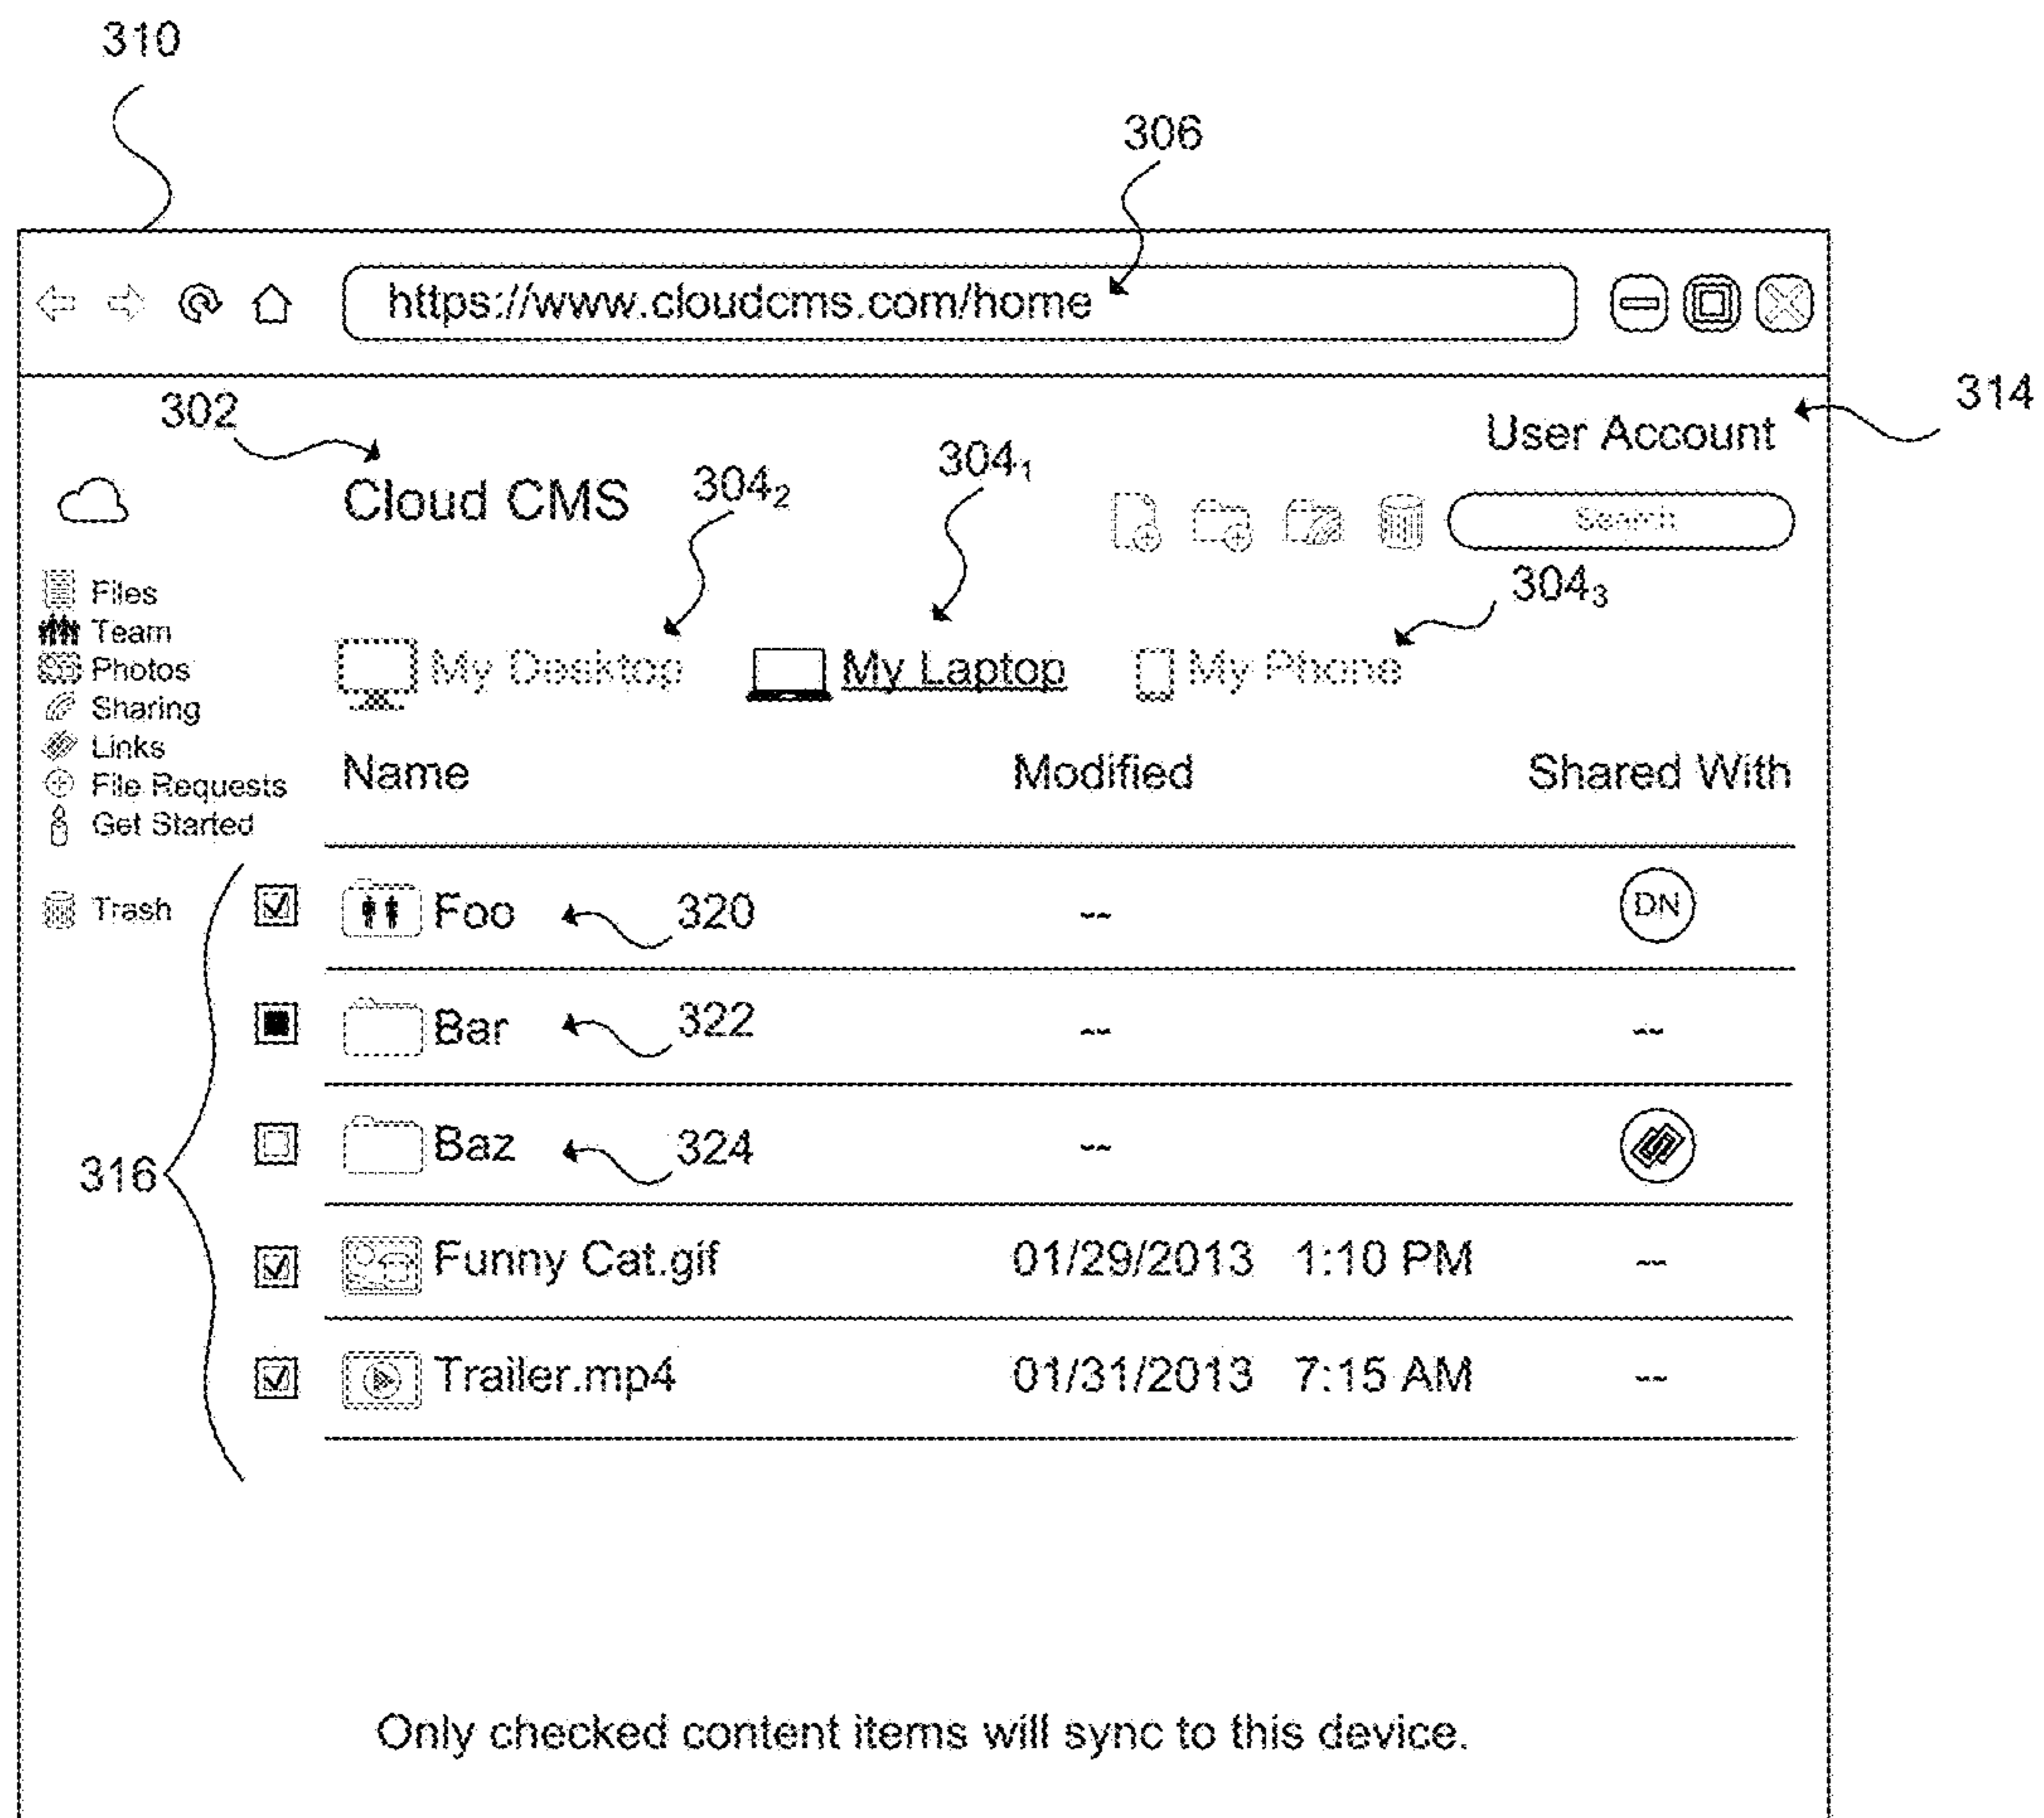 310
306
https://www.cloudcms.com/home
302
314
User Account
Cloud CMS
304₂
304₁
Search
304₃
Files
Team
Photos
Sharing
Links
File Requests
Get Started
Trash
My Desktop
My Laptop
My Phone
Name Modified Shared With
Foo 320 -- DN
Bar 322 -- --
316
Baz 324 --
Funny Cat.gif 01/29/2013 1:10 PM --
Trailer.mp4 01/31/2013 7:15 AM --
Only checked content items will sync to this device.